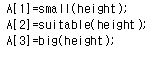 A[1]=small(height);
A[2]=suitable(height);
A[3]=big(height);